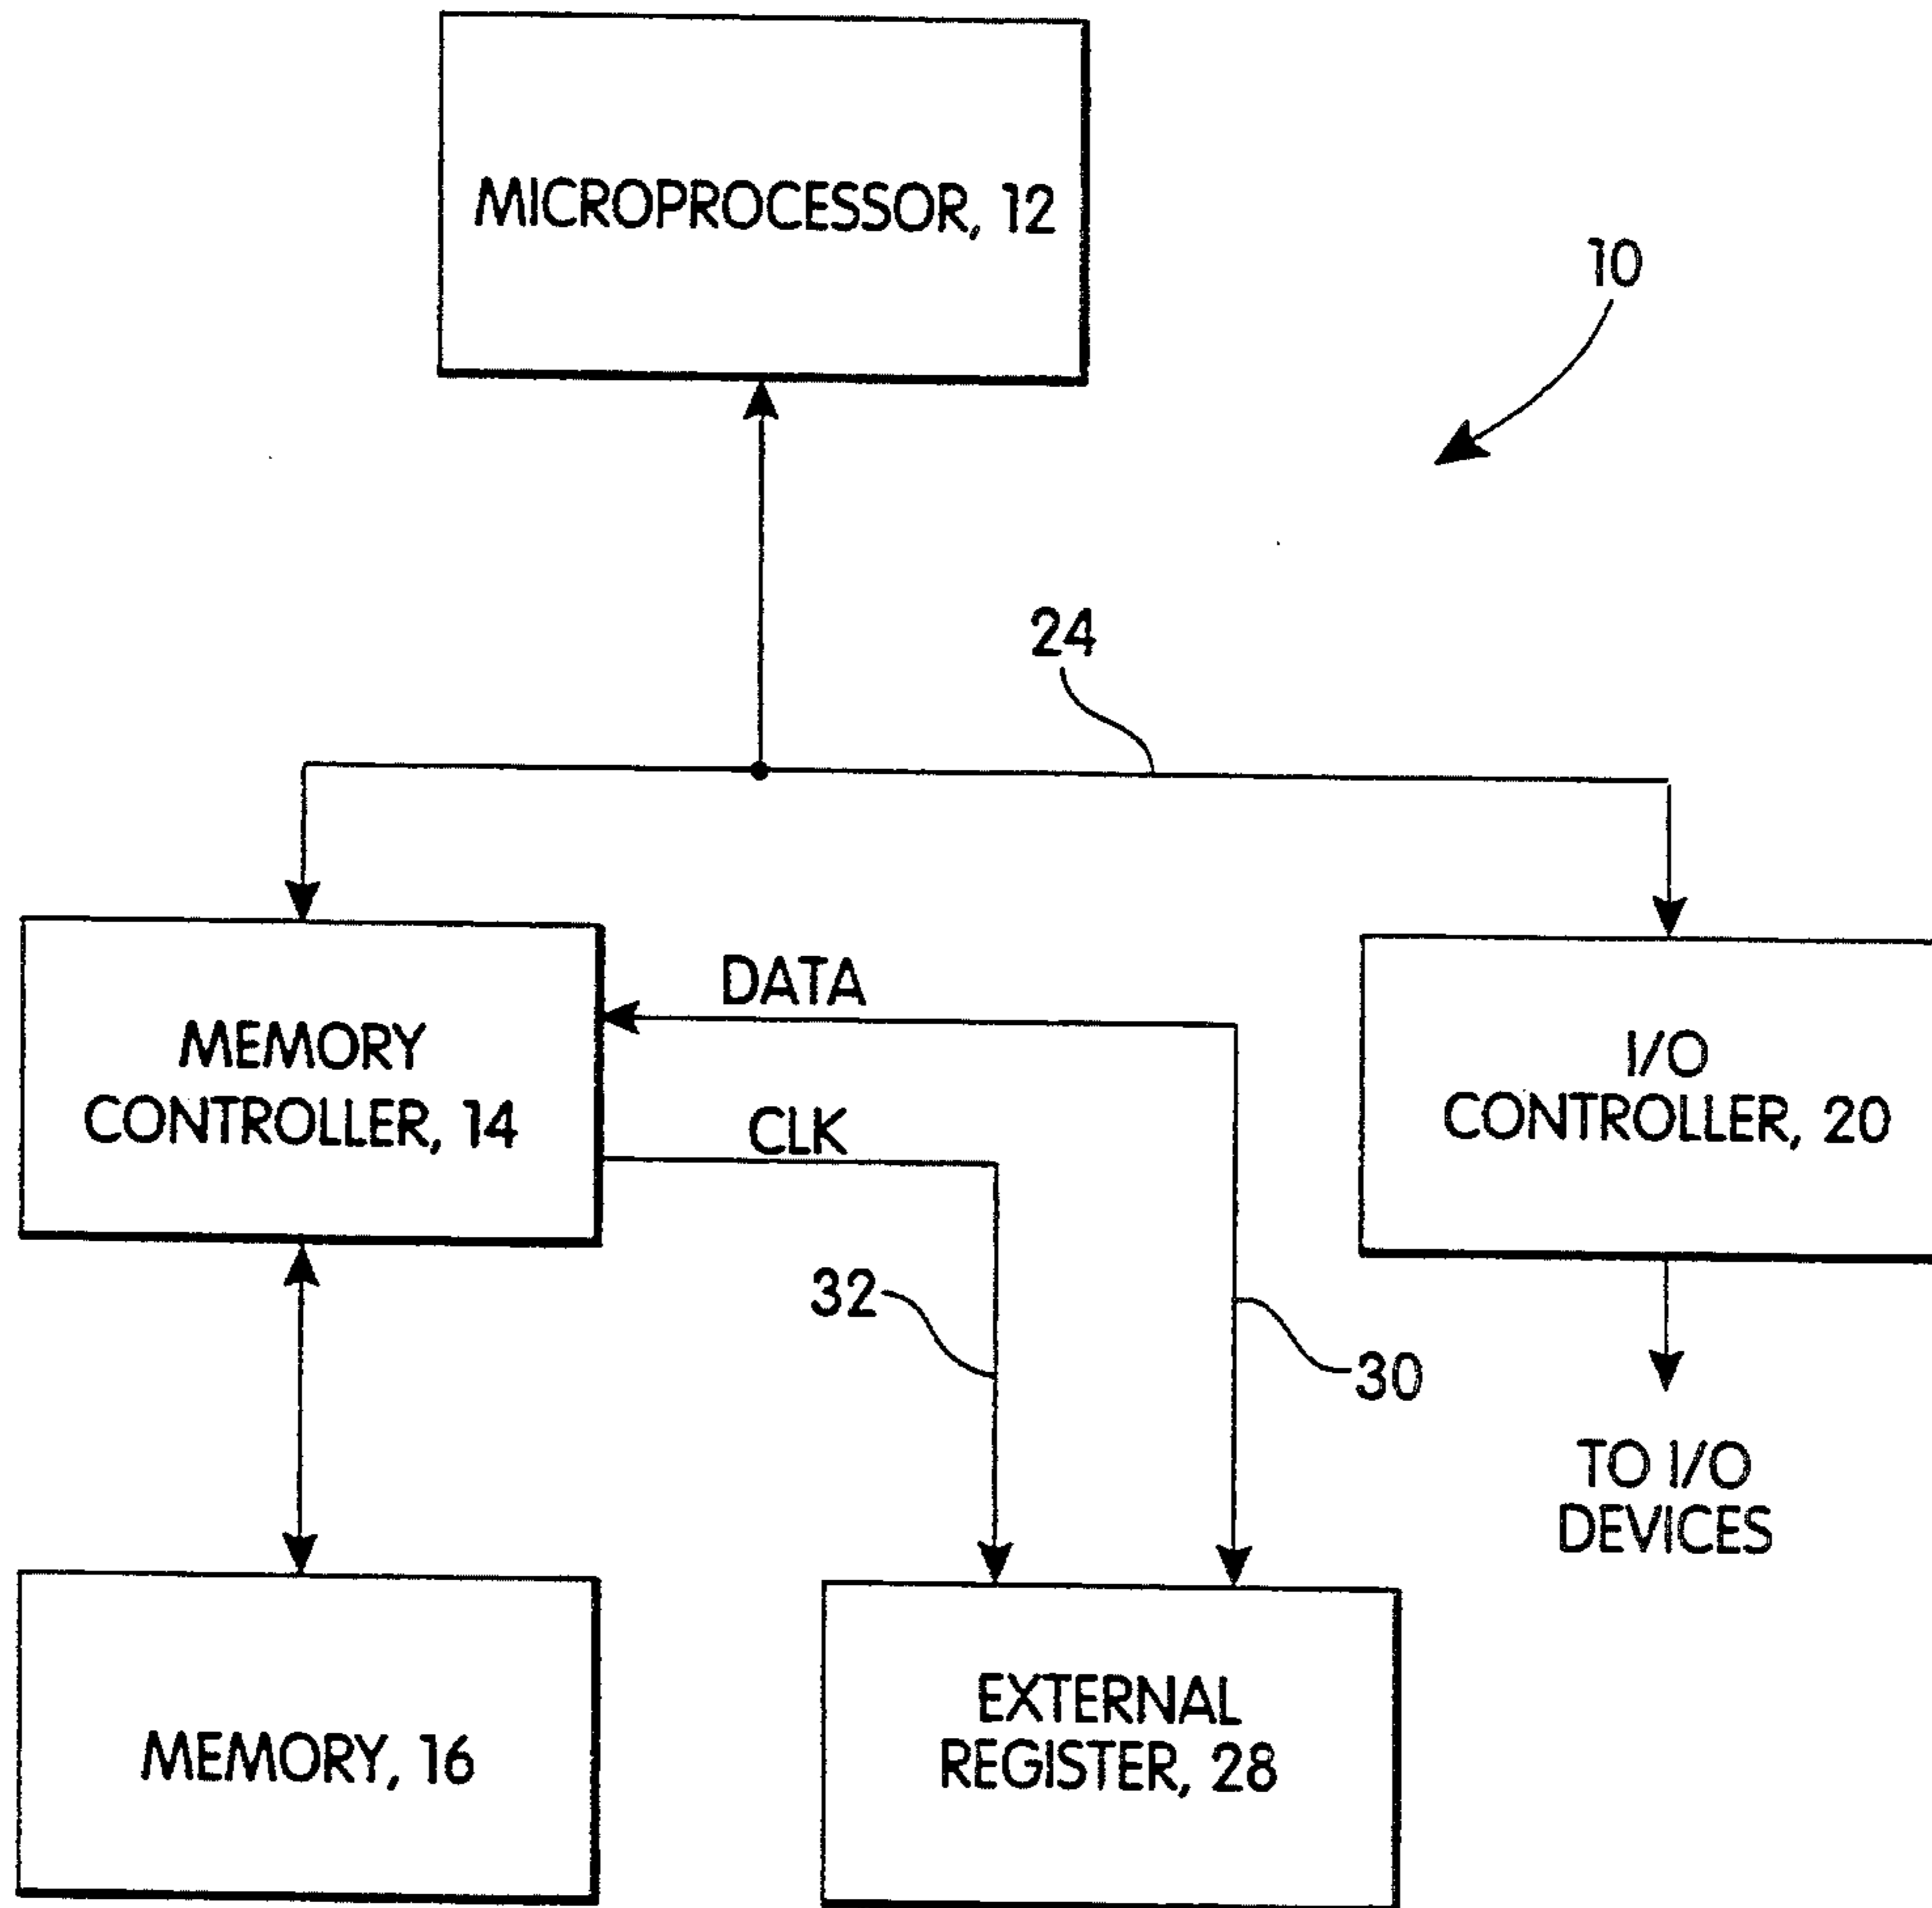 MICROPROCESSOR, 12
10
24
MEMORY
CONTROLLER, 14
DATA
CLK
I/O
CONTROLLER, 20
32
30
TO I/O
DEVICES
MEMORY, 16
EXTERNAL
REGISTER, 28